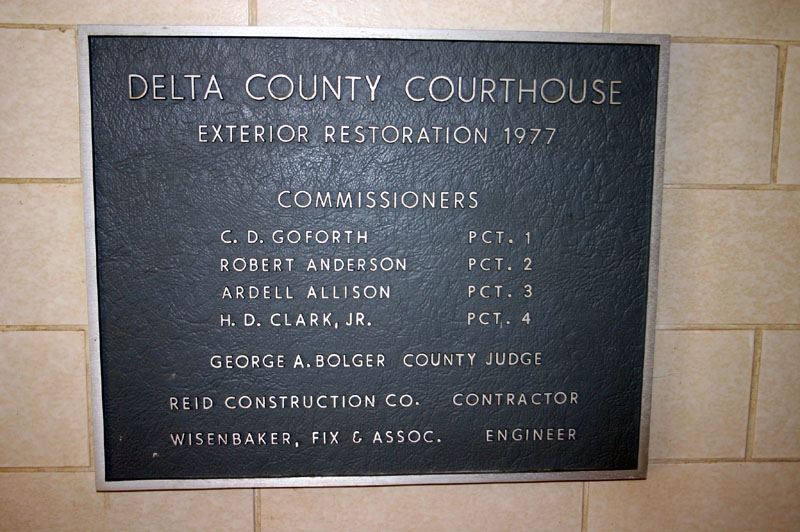 DELTA COUNTY COURTHOUSE
EXTERIOR RESTORATION 1977
COMMISSIONERS
C. D. GOFORTH PCT. 1
ROBERT ANDERSON PCT. 2
ARDELL ALLISON PCT. 3
H. D. CLARK, JR. PCT. 4
GEORGE A. BOLGER COUNTY JUDGE
REID CONSTRUCTION CO. CONTRACTOR
WISENBAKER, FIX & ASSOC. ENGINEER